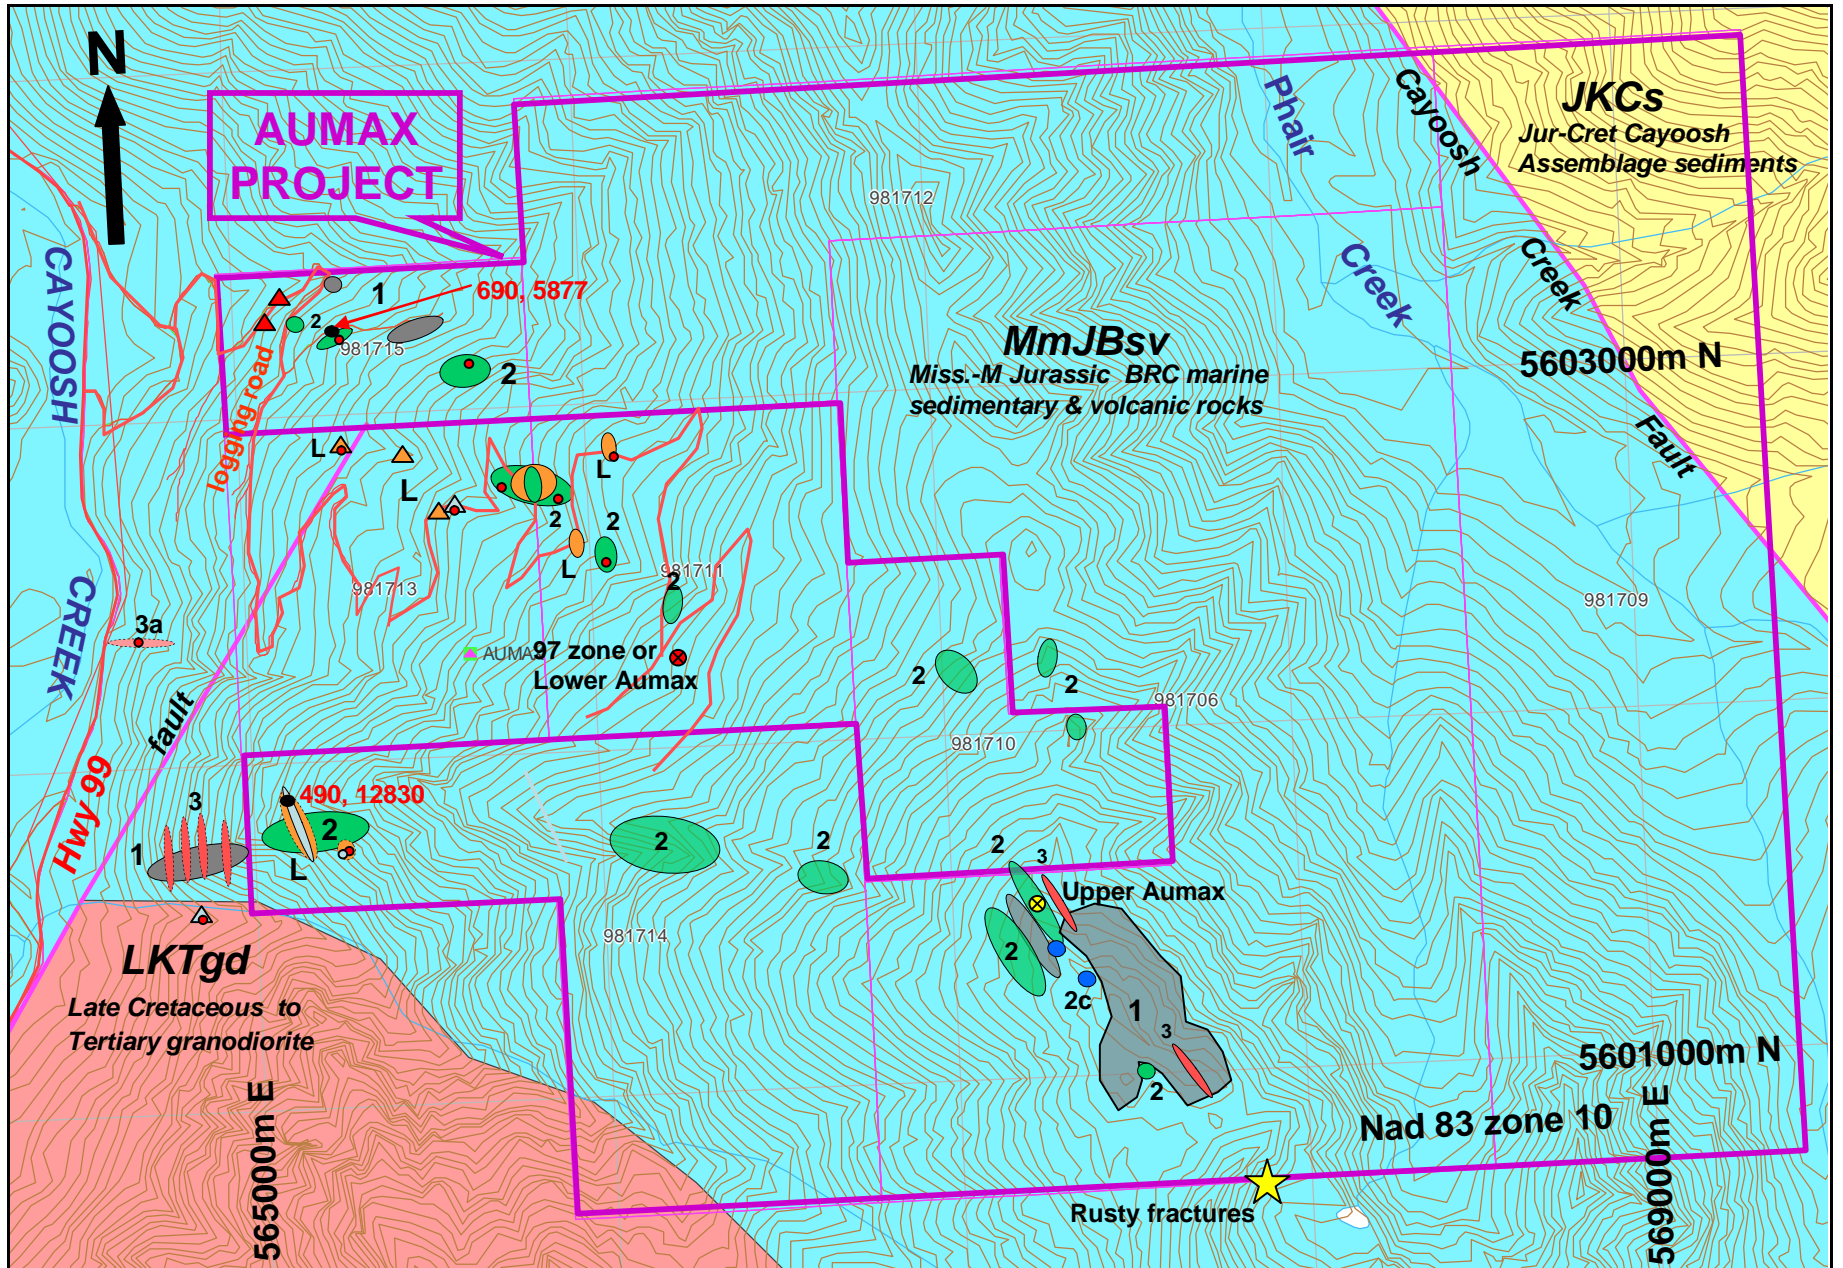 N
AUMAX
PROJECT
Phair
Creek
Cayoosh
Creek
Fault
JKCs
Jur-Cret Cayoosh
Assemblage sediments
981712
CAYOOSH
CREEK
1
690, 5877
2
981715
2
logging road
MmJBsv
Miss.-M Jurassic BRC marine
sedimentary & volcanic rocks
5603000m N
L
L
L
2
2
L
981713
981711
2
981709
3a
AUMAX
97 zone or
Lower Aumax
fault
2
2
981706
981710
Hwy 99
490, 12830
3
1
2
L
2
2
2
3
Upper Aumax
981714
2
2c
1
3
2
LKTgd
Late Cretaceous to
Tertiary granodiorite
565000m E
5601000m N
Nad 83 zone 10
569000m E
Rusty fractures